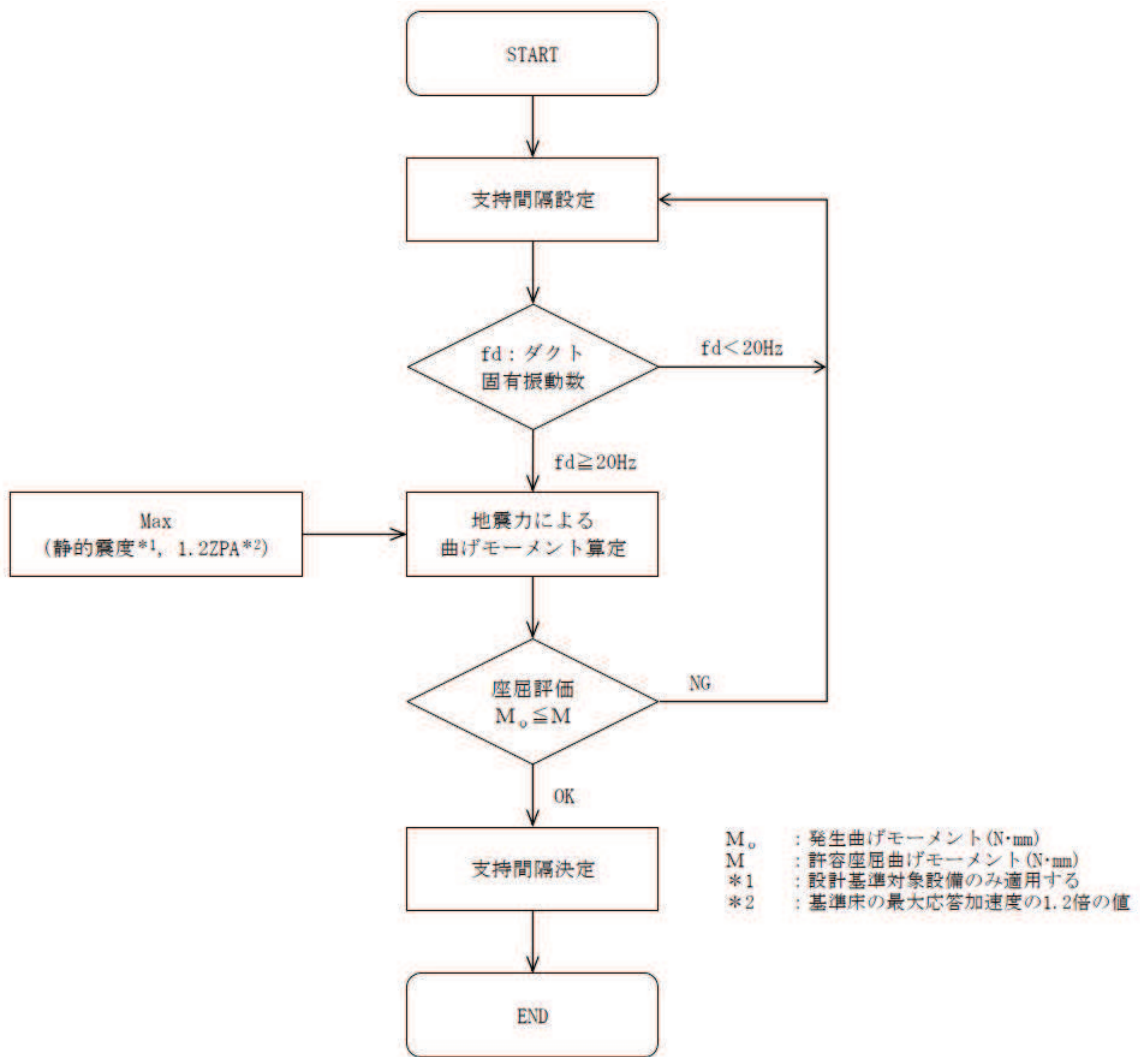 START
支持間隔設定
fd：ダクト
固有振動数
fd＜20Hz
fd≧20Hz
Max
(静的震度*1, 1.2ZPA*2)
地震力による
曲げモーメント算定
座屈評価
Mo≦M
NG
OK
支持間隔決定
Mo ：発生曲げモーメント(N･mm)
M ：許容座屈曲げモーメント(N･mm)
＊1 ：設計基準対象設備のみ適用する
＊2 ：基準床の最大応答加速度の1.2倍の値
END